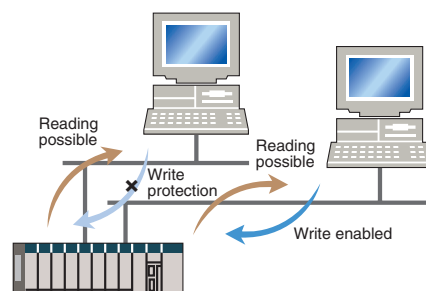 Reading
possible
Write
protection
Reading
possible
Write enabled